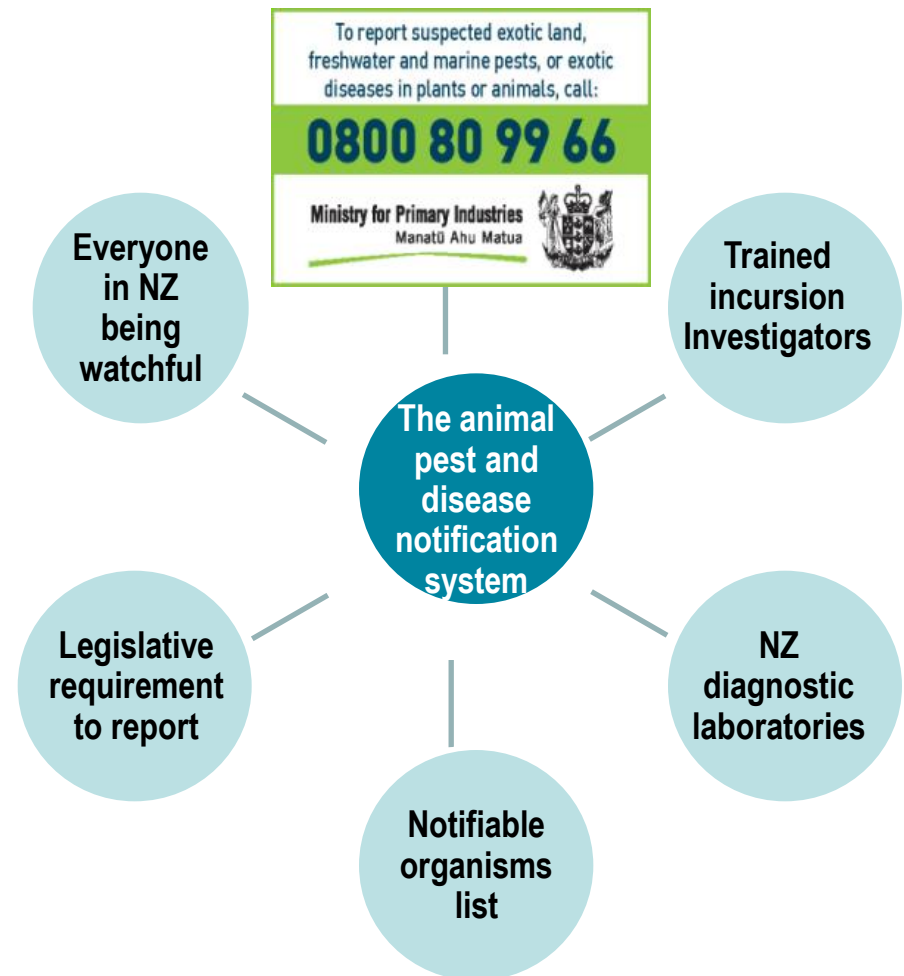 To report suspected exotic land,
freshwater and marine pests, or exotic
diseases in plants or animals, call:
0800 80 99 66
Ministry for Primary Industries
Manatū Ahu Matua
Everyone
in NZ
being
watchful
Trained
incursion
Investigators
The animal
pest and
disease
notification
system
Legislative
requirement
to report
NZ
diagnostic
laboratories
Notifiable
organisms
list